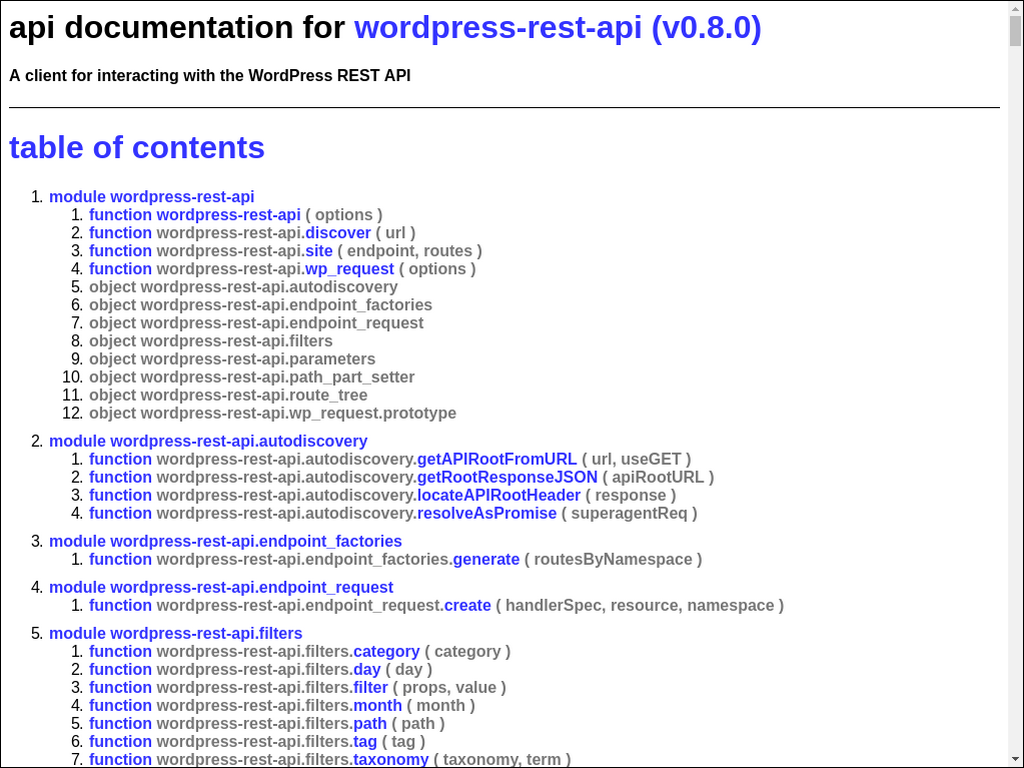 api documentation for wordpress-rest-api (v0.8.0)
A client for interacting with the WordPress REST API
table of contents
1. module wordpress-rest-api
1. function wordpress-rest-api ( options )
2. function wordpress-rest-api.discover ( url )
3. function wordpress-rest-api.site ( endpoint, routes )
4. function wordpress-rest-api.wp_request ( options )
5. object wordpress-rest-api.autodiscovery
6. object wordpress-rest-api.endpoint_factories
7. object wordpress-rest-api.endpoint_request
8. object wordpress-rest-api.filters
9. object wordpress-rest-api.parameters
10. object wordpress-rest-api.path_part_setter
11. object wordpress-rest-api.route_tree
12. object wordpress-rest-api.wp_request.prototype
2. module wordpress-rest-api.autodiscovery
1. function wordpress-rest-api.autodiscovery.getAPIRootFromURL ( url, useGET )
2. function wordpress-rest-api.autodiscovery.getRootResponseJSON ( apiRootURL )
3. function wordpress-rest-api.autodiscovery.locateAPIRootHeader ( response )
4. function wordpress-rest-api.autodiscovery.resolveAsPromise ( superagentReq )
3. module wordpress-rest-api.endpoint_factories
1. function wordpress-rest-api.endpoint_factories.generate ( routesByNamespace )
4. module wordpress-rest-api.endpoint_request
1. function wordpress-rest-api.endpoint_request.create ( handlerSpec, resource, namespace )
5. module wordpress-rest-api.filters
1. function wordpress-rest-api.filters.category ( category )
2. function wordpress-rest-api.filters.day ( day )
3. function wordpress-rest-api.filters.filter ( props, value )
4. function wordpress-rest-api.filters.month ( month )
5. function wordpress-rest-api.filters.path ( path )
6. function wordpress-rest-api.filters.tag ( tag )
7. function wordpress-rest-api.filters.taxonomy ( taxonomy, term )